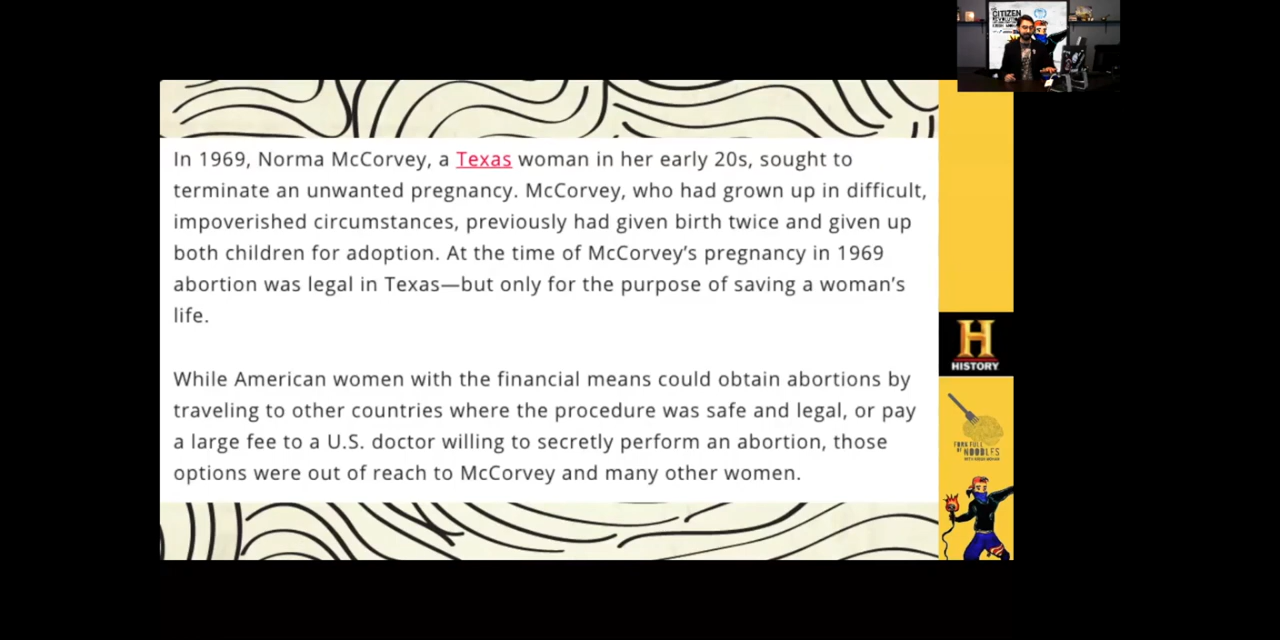 CITIZEN
In 1969, Norma McCorvey, a Texas woman in her early 20s, sought to
terminate an unwanted pregnancy. McCorvey, who had grown up in difficult,
impoverished circumstances, previously had given birth twice and given up
both children for adoption. At the time of McCorvey's pregnancy in 1969
abortion was legal in Texas—but only for the purpose of saving a woman's
life.
While American women with the financial means could obtain abortions by
traveling to other countries where the procedure was safe and legal, or pay
a large fee to a U.S. doctor willing to secretly perform an abortion, those
options were out of reach to McCorvey and many other women.
H
HISTORY
FORK FULL
OF NOODLES